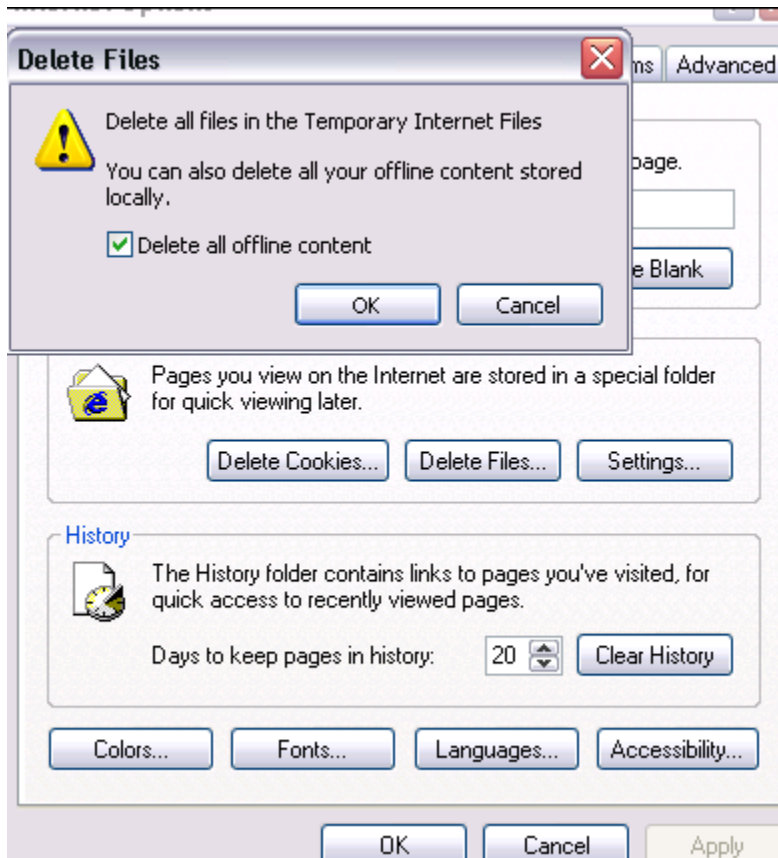 Delete Files
ms Advanced
Delete all files in the Temporary Internet Files
You can also delete all your offline content stored
locally.
Delete all offline content
OK Cancel
page.
e Blank
Pages you view on the Internet are stored in a special folder
for quick viewing later.
Delete Cookies... Delete Files... Settings...
History
The History folder contains links to pages you've visited, for
quick access to recently viewed pages.
Days to keep pages in history: 20 Clear History
Colors... Fonts... Languages... Accessibility...
OK Cancel Apply